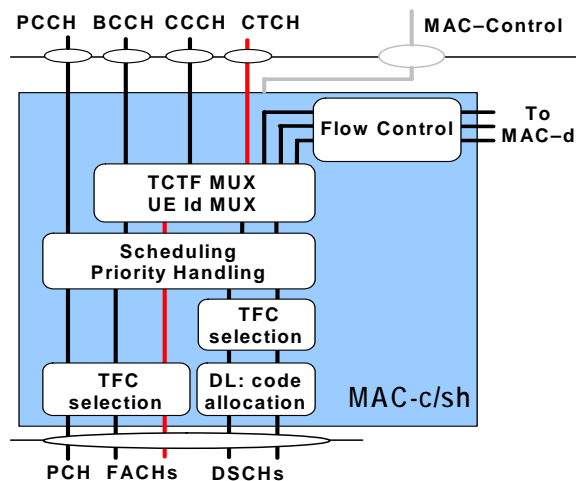 PCCH BCCH CCCH CTCH
MAC–Control
Flow Control
To
MAC–d
TCTF MUX
UE Id MUX
Scheduling
Priority Handling
TFC
selection
TFC
selection
DL: code
allocation
MAC-c/sh
PCH FACHs DSCHs